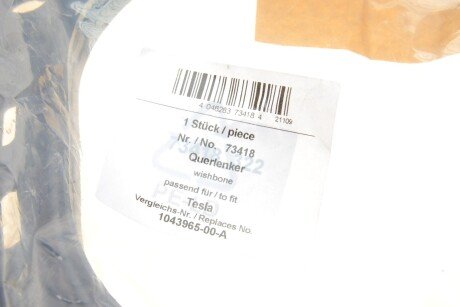 4 046263 73418 4 21109
1 Stück / piece
Nr. / No. 73418
Querlenker
wishbone
passend für / to fit
Tesla
Vergleichs-Nr. / Replaces No.
1043965-00-A